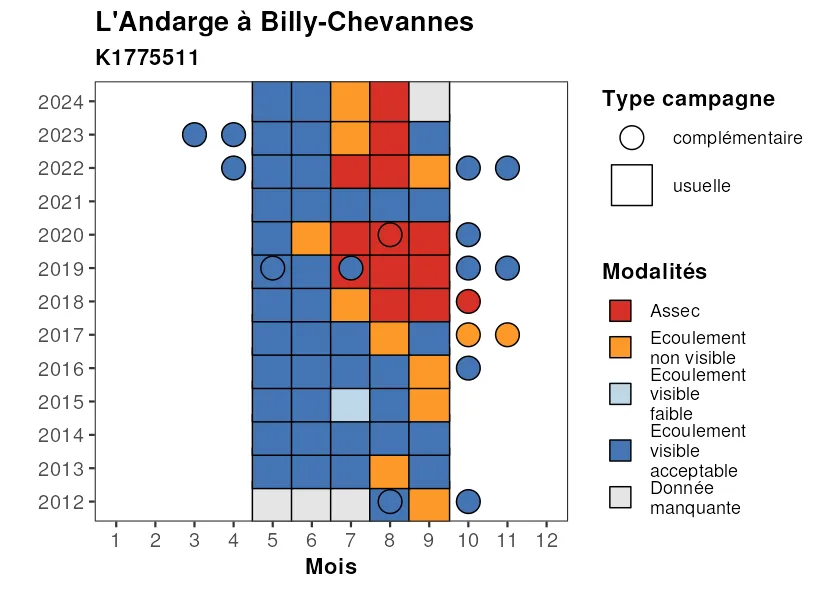 L'Andarge à Billy-Chevannes
K1775511
2024
2023
2022
2021
2020
2019
2018
2017
2016
2015
2014
2013
2012
1 2 3 4 5 6 7 8 9 10 11 12
Mois
Type campagne
complémentaire
usuelle
Modalités
Assec
Ecoulement
non visible
Ecoulement
visible
faible
Ecoulement
visible
acceptable
Donnée
manquante